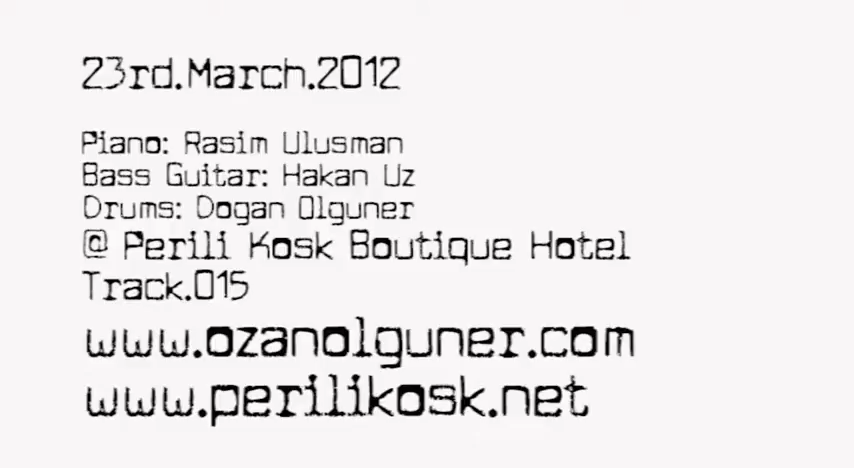 23rd.March.2012
Piano: Rasim Ulusman
Bass Guitar: Hakan Uz
Drums: Dogan Olguner
@ Perili Kosk Boutique Hotel
Track.015
www.ozanolguner.com
www.perilikosk.net